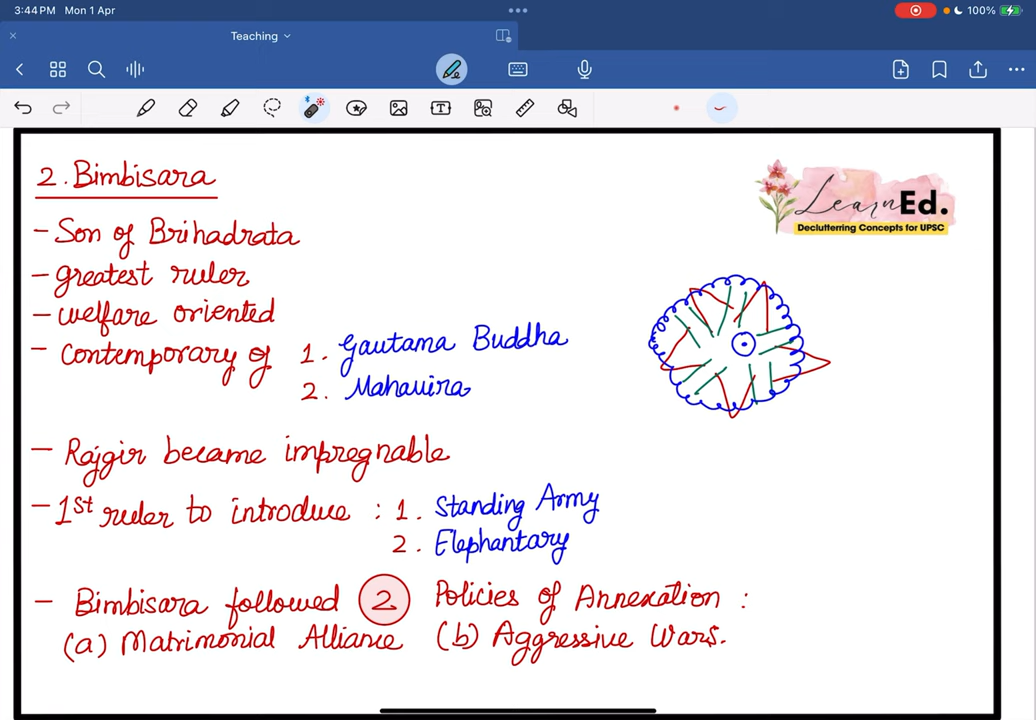 3:44 PM Mon 1 Apr
100%
Teaching
T
2. Bimbisara
LearnEd.
Decluttering Concepts for UPSC
- Son of Brihadrata
- greatest ruler
- welfare oriented
- Contemporary of 1. Gautama Buddha
2. Mahavira
- Rajgir became impregnable
- 1st ruler to introduce : 1. Standing Army
2. Elephantary
- Bimbisara followed 2 Policies of Annexation :
(a) Matrimonial Alliance (b) Aggressive Wars.